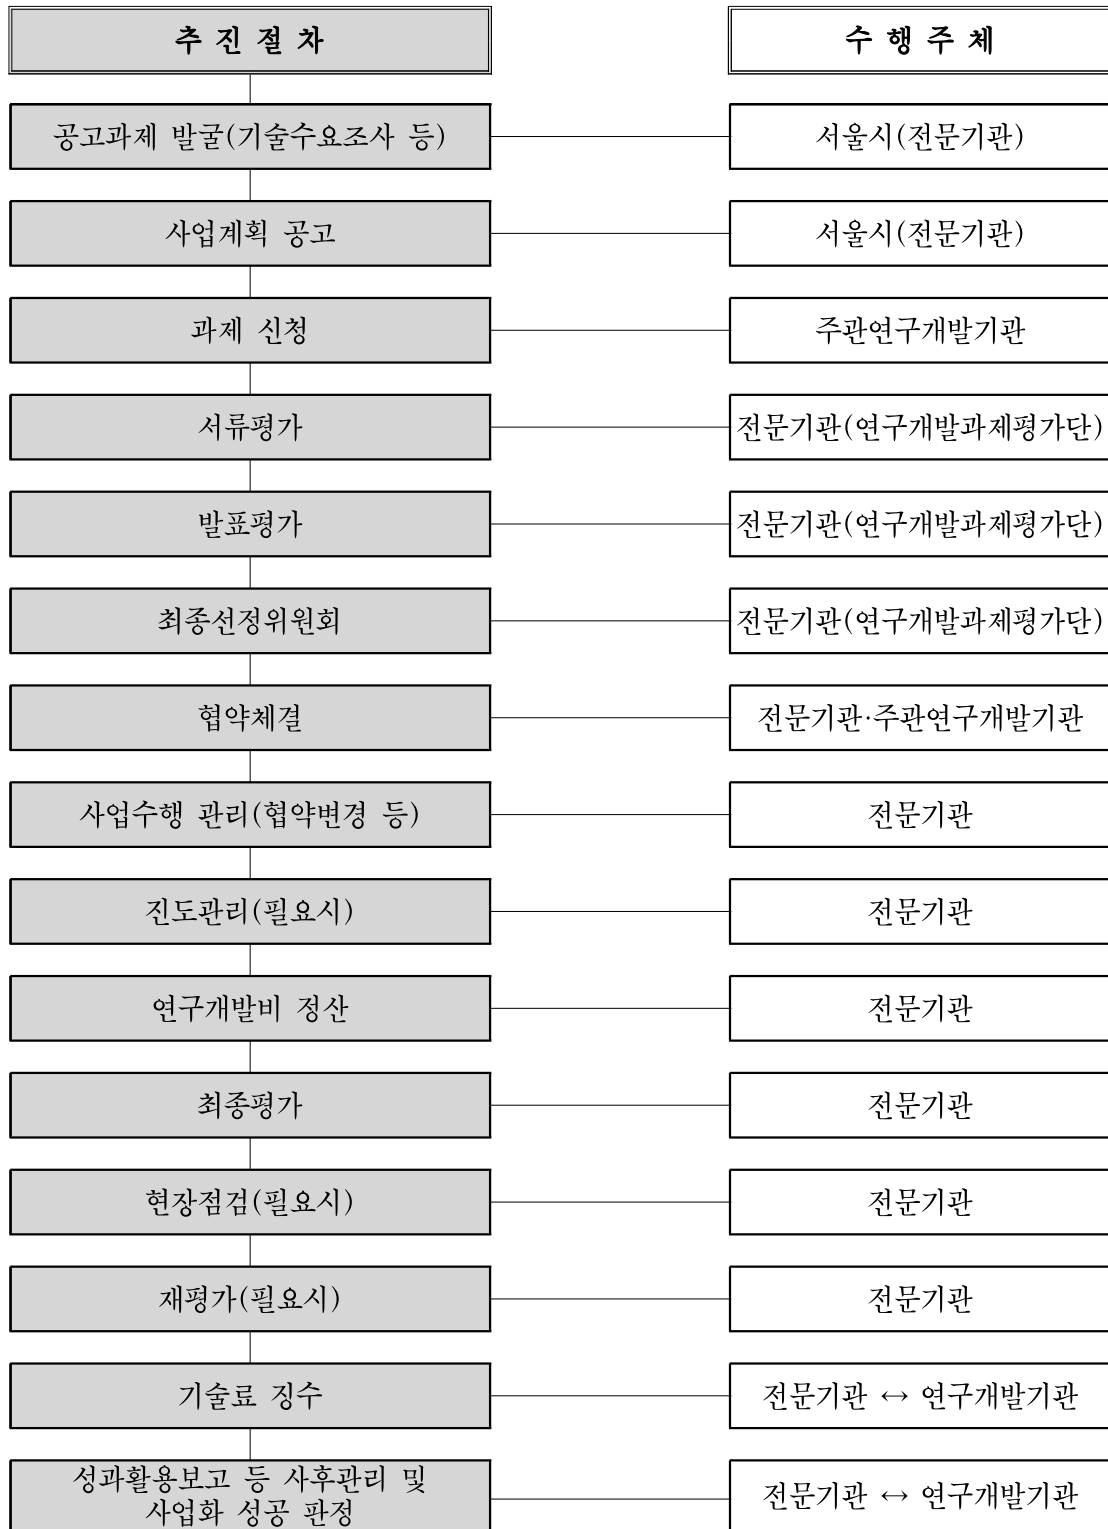 추 진 절 차
수 행 주 체
공고과제 발굴(기술수요조사 등)
서울시(전문기관)
사업계획 공고
서울시(전문기관)
과제 신청
주관연구개발기관
서류평가
전문기관(연구개발과제평가단)
발표평가
전문기관(연구개발과제평가단)
최종선정위원회
전문기관(연구개발과제평가단)
협약체결
전문기관·주관연구개발기관
사업수행 관리(협약변경 등)
전문기관
진도관리(필요시)
전문기관
연구개발비 정산
전문기관
최종평가
전문기관
현장점검(필요시)
전문기관
재평가(필요시)
전문기관
기술료 징수
전문기관 ↔ 연구개발기관
성과활용보고 등 사후관리 및
사업화 성공 판정
전문기관 ↔ 연구개발기관